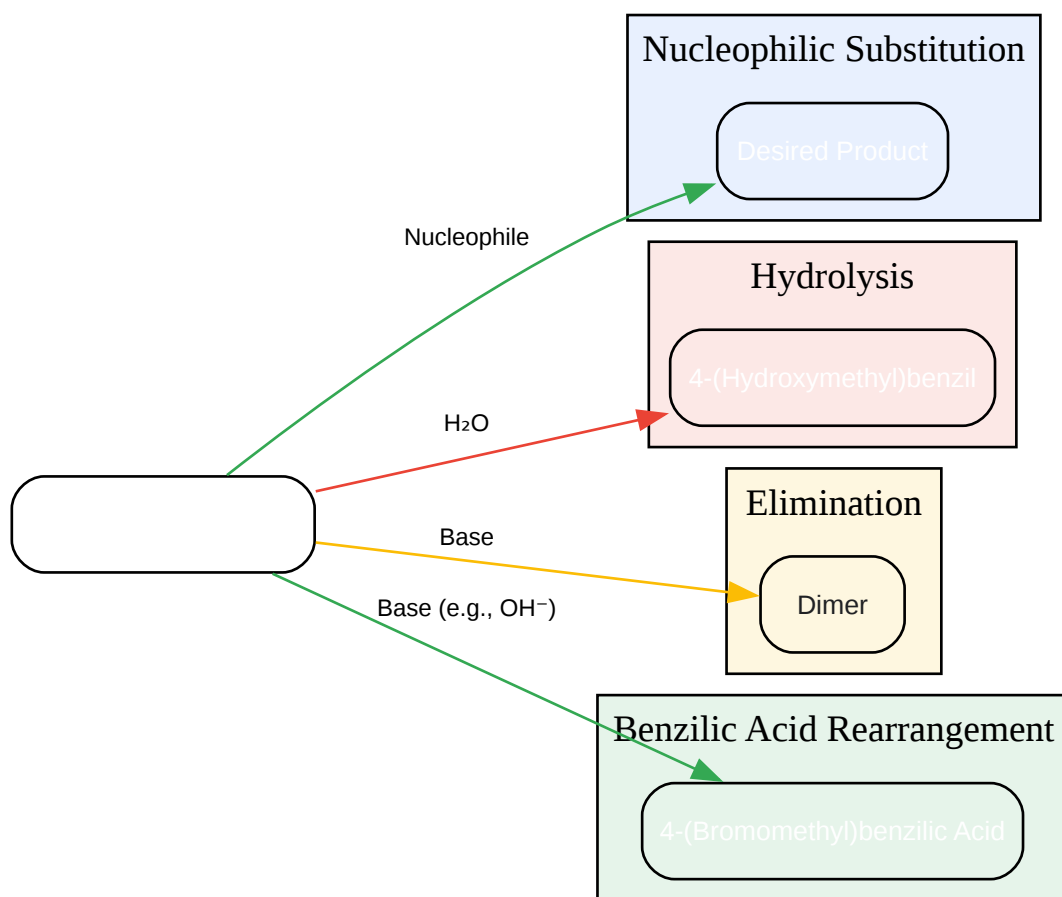 Nucleophilic Substitution
Desired Product
Nucleophile
Hydrolysis
4-(Hydroxymethyl)benzil
H₂O
Elimination
Base
Dimer
Base (e.g., OH⁻)
Benzilic Acid Rearrangement
4-(Bromomethyl)benzilic Acid